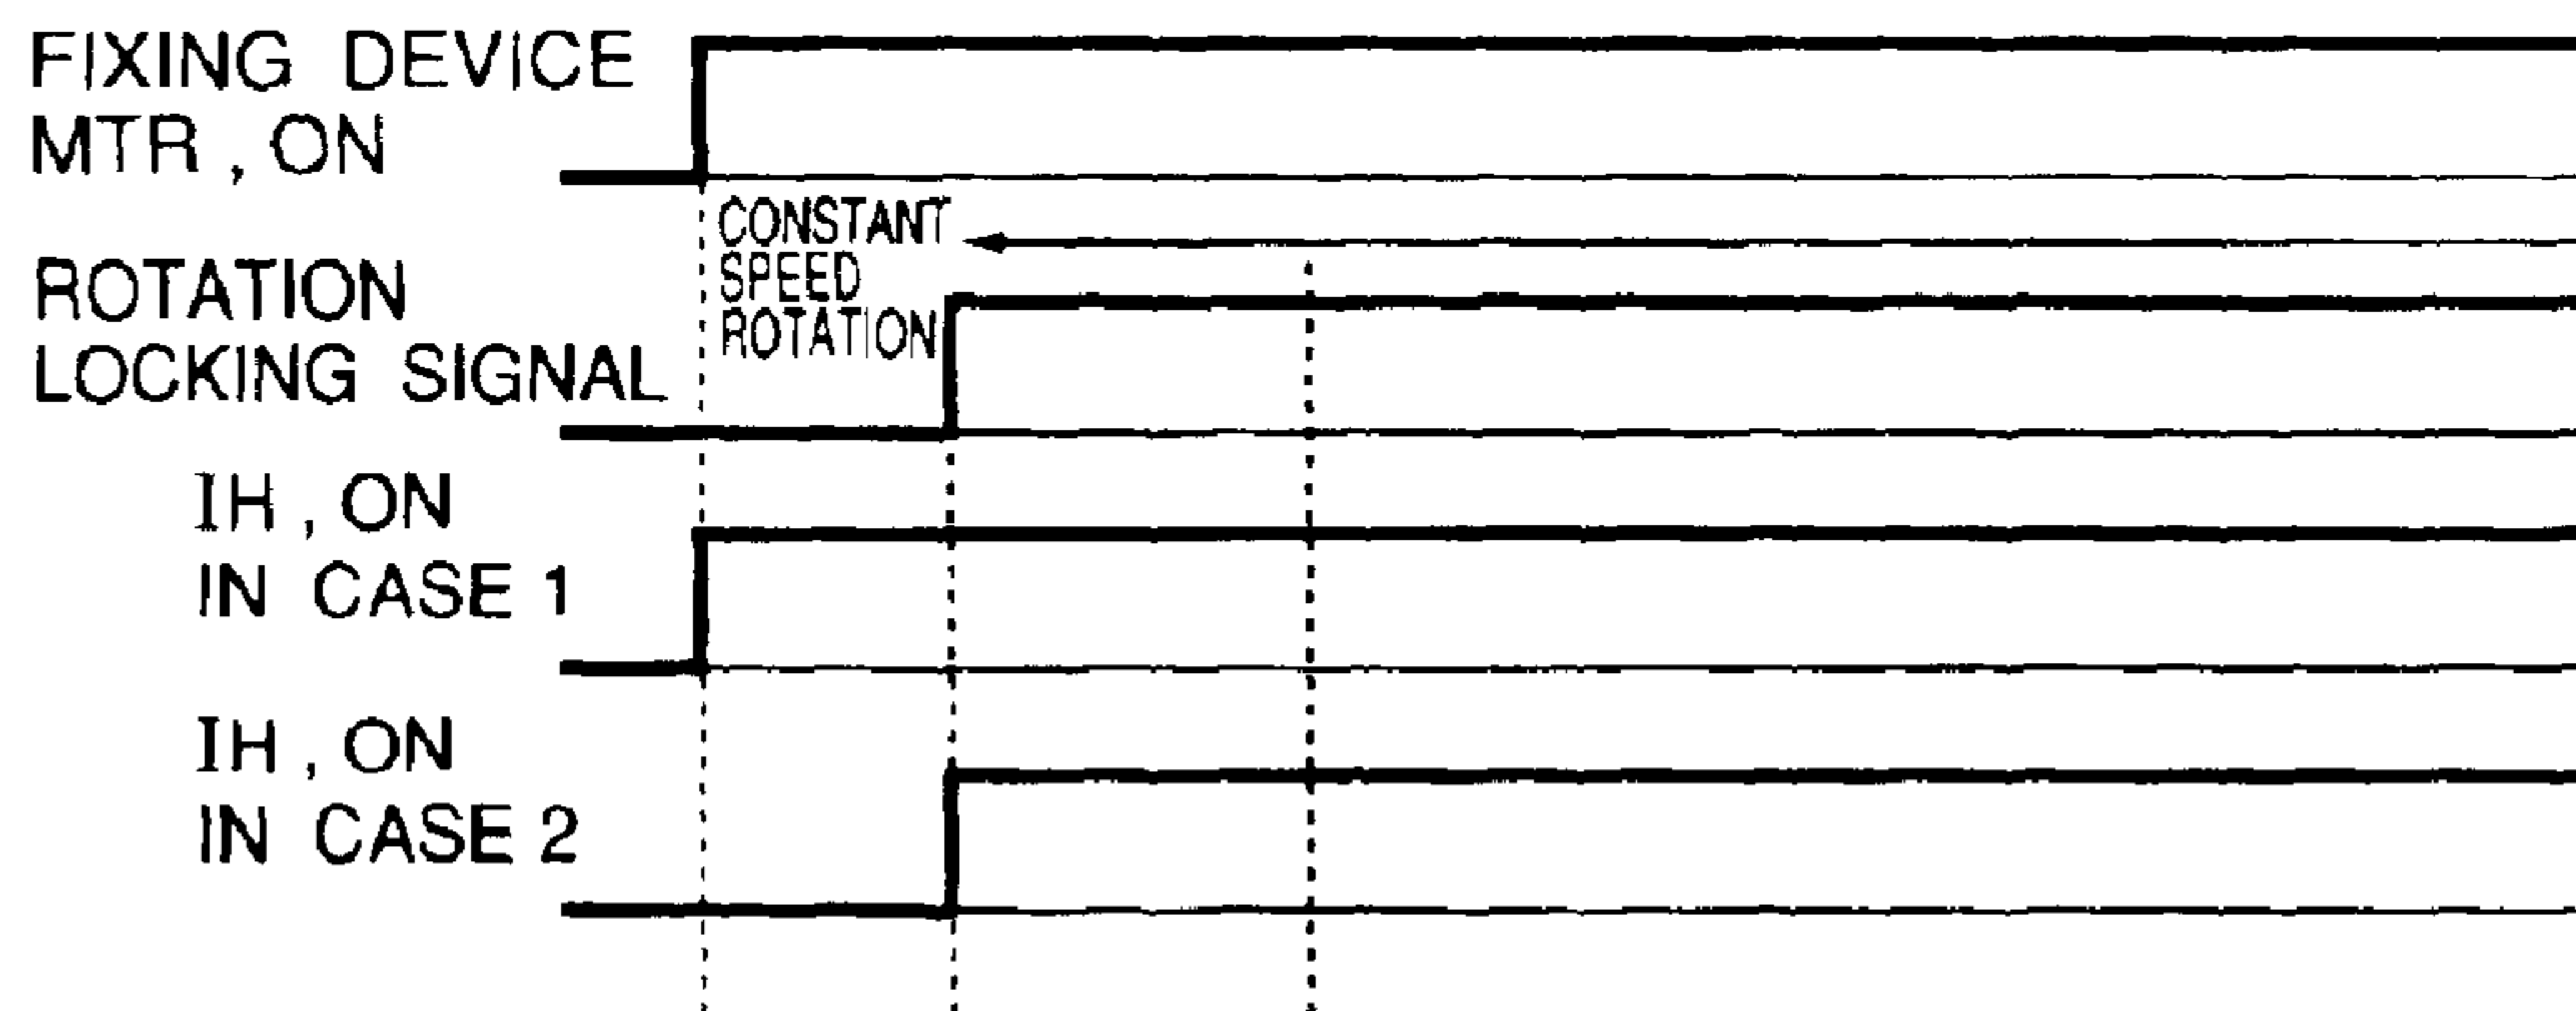 FIXING DEVICE
MTR , ON
CONSTANT
SPEED
ROTATION
ROTATION
LOCKING SIGNAL
IH , ON
IN CASE 1
IH , ON
IN CASE 2